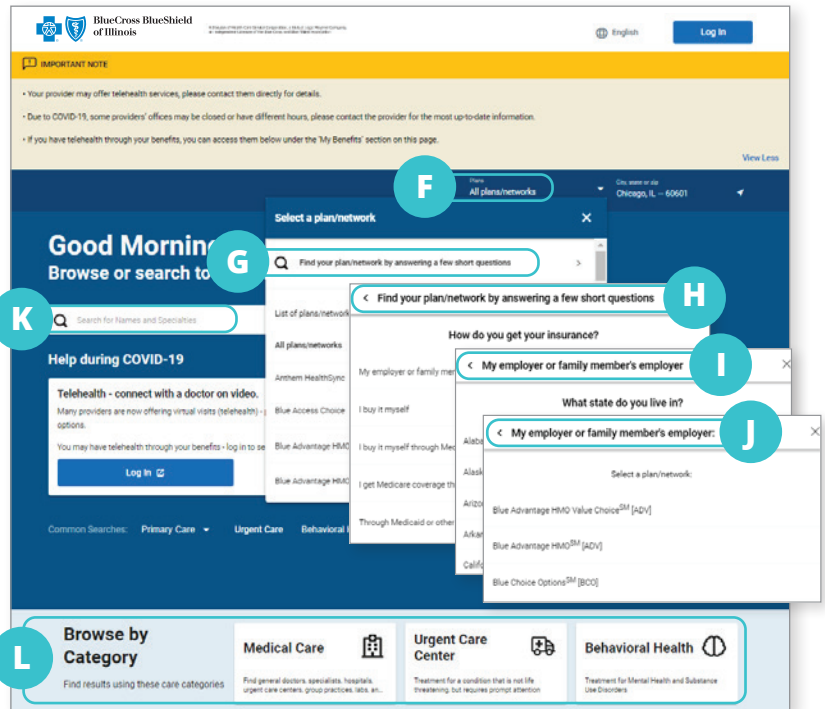 BlueCross BlueShield
of Illinois
English
Log In
IMPORTANT NOTE
• Your provider may offer telehealth services, please contact them directly for details.
• Due to COVID-19, some providers' offices may be closed or have different hours, please contact the provider for the most up-to-date information.
• If you have telehealth through your benefits, you can access them below under the 'My Benefits' section on this page.
View Less
F
Plans
All plans/networks
City, state or zip
Chicago, IL -- 60601
Select a plan/network
Good Mornin
Browse or search to
G
Find your plan/network by answering a few short questions
H
< Find your plan/network by answering a few short questions
K
Search for Names and Specialties
List of plans/network
How do you get your insurance?
All plans/networks
Help during COVID-19
I
< My employer or family member's employer
My employer or family mem
Anthem HealthSync
Telehealth - connect with a doctor on video.
Many providers are now offering virtual visits (telehealth) -
options.
What state do you live in?
Blue Access Choice
I buy it myself
J
< My employer or family member's employer:
Alaba
You may have telehealth through your benefits - log in to se
Blue Advantage HMO
I buy it myself through Med
Log In
Alask
Select a plan/network:
Blue Advantage HMO
I get Medicare coverage th
Arizo
Blue Advantage HMO Value Choice℠ [ADV]
Common Searches:
Primary Care
Urgent Care
Behavioral H
Through Medicaid or other
Arkan
Blue Advantage HMO℠ [ADV]
Califo
Blue Choice Options℠ [BCO]
L
Browse by
Category
Find results using these care categories
Medical Care
Find general doctors, specialists, hospitals,
urgent care centers, group practices, labs, an..
Urgent Care
Center
Treatment for a condition that is not life
threatening, but requires prompt attention
Behavioral Health
Treatment for Mental Health and Substance
Use Disorders